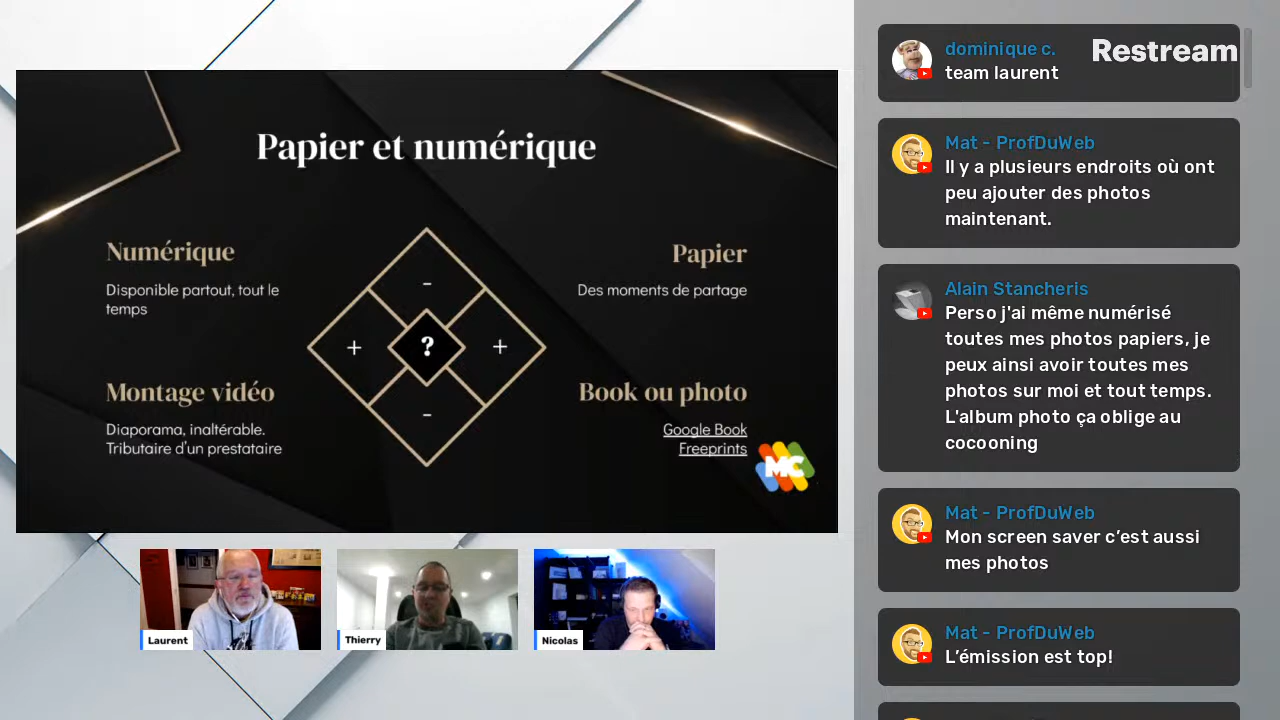 Papier et numérique
Numérique
Disponible partout, tout le
temps
Montage vidéo
Diaporama, inaltérable.
Tributaire d'un prestataire
-
+
?
+
-
Papier
Des moments de partage
Book ou photo
Google Book
Freeprints
MC
Laurent
Thierry
Nicolas
Restream
dominique c.
team laurent
Mat - ProfDuWeb
Il y a plusieurs endroits où ont
peu ajouter des photos
maintenant.
Alain Stancheris
Perso j'ai même numérisé
toutes mes photos papiers, je
peux ainsi avoir toutes mes
photos sur moi et tout temps.
L'album photo ça oblige au
cocooning
Mat - ProfDuWeb
Mon screen saver c’est aussi
mes photos
Mat - ProfDuWeb
L’émission est top!